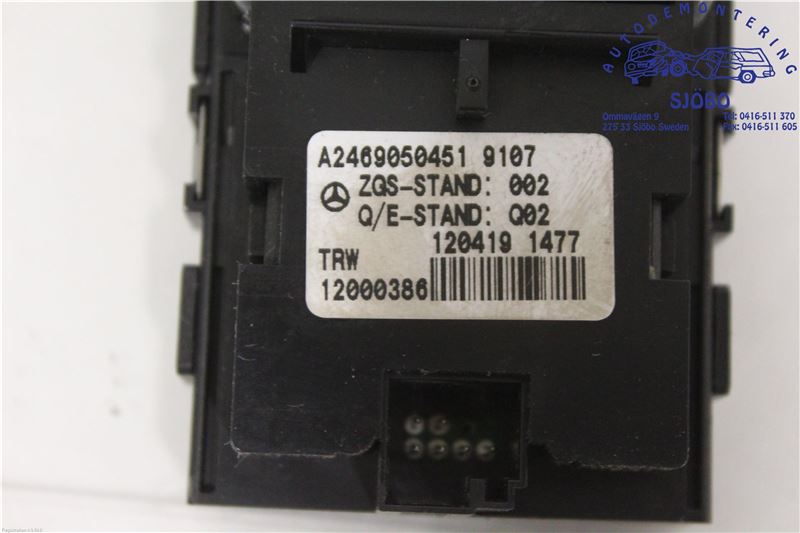 AUTODEMONTERING
SJÖBO
Ommavägen 9
275 33 Sjöbo Sweden
Tel: 0416-511 370
Fax: 0416-511 605
A2469050451 9107
ZGS-STAND: 002
Q/E-STAND: Q02
120419 1477
TRW
12000386